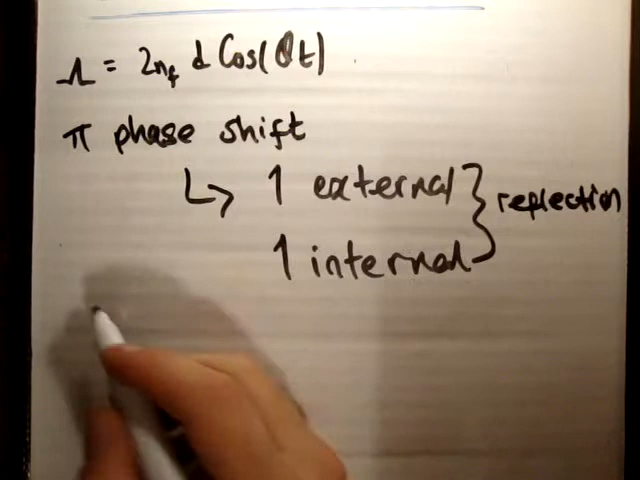 Λ = 2n_f d Cos(θt)
π phase shift
↳ 1 external } reflection
1 internal